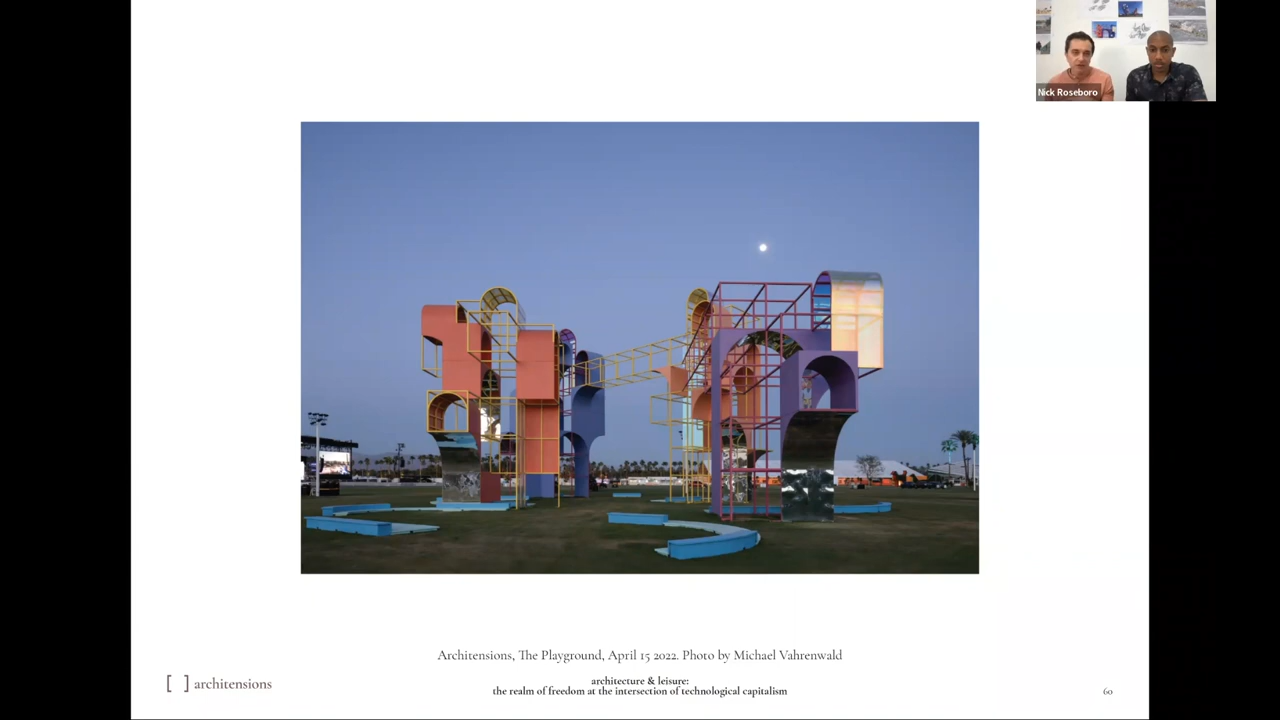 Nick Roseboro
Architensions, The Playground, April 15 2022. Photo by Michael Vahrenwald
[ ] architensions
architecture & leisure:
the realm of freedom at the intersection of technological capitalism
60